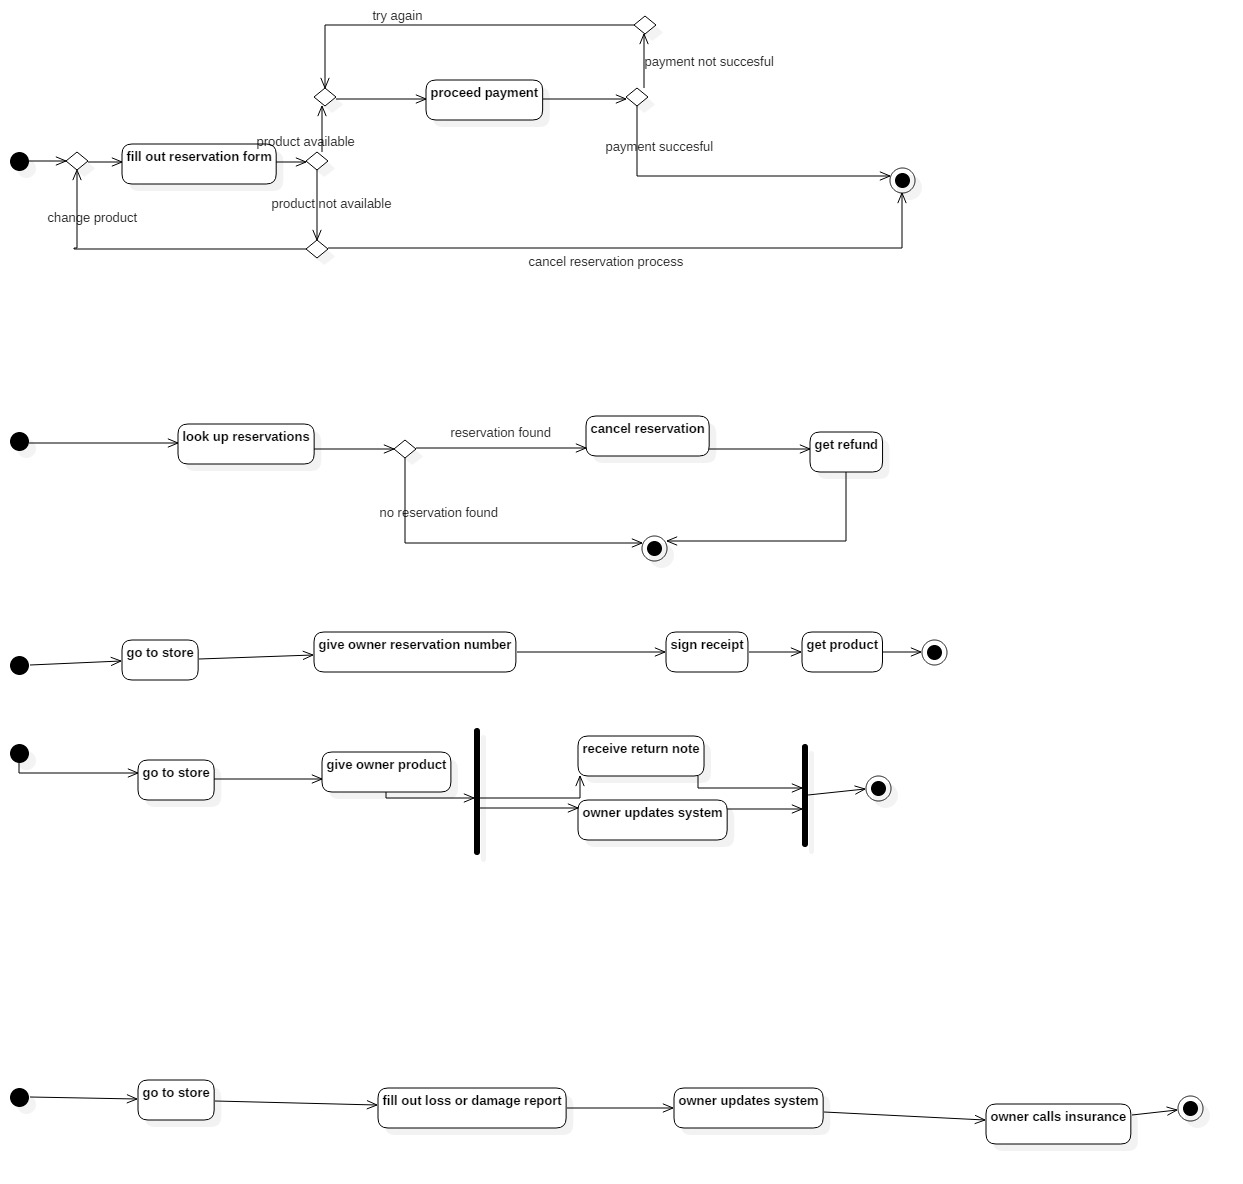 try again
payment not succesful
proceed payment
product available
payment succesful
fill out reservation form
product not available
change product
cancel reservation process
look up reservations
reservation found
cancel reservation
get refund
no reservation found
go to store
give owner reservation number
sign receipt
get product
go to store
give owner product
receive return note
owner updates system
go to store
fill out loss or damage report
owner updates system
owner calls insurance